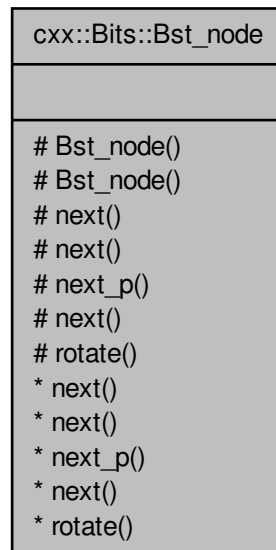 cxx::Bits::Bst_node
# Bst_node()
# Bst_node()
# next()
# next()
# next_p()
# next()
# rotate()
* next()
* next()
* next_p()
* next()
* rotate()